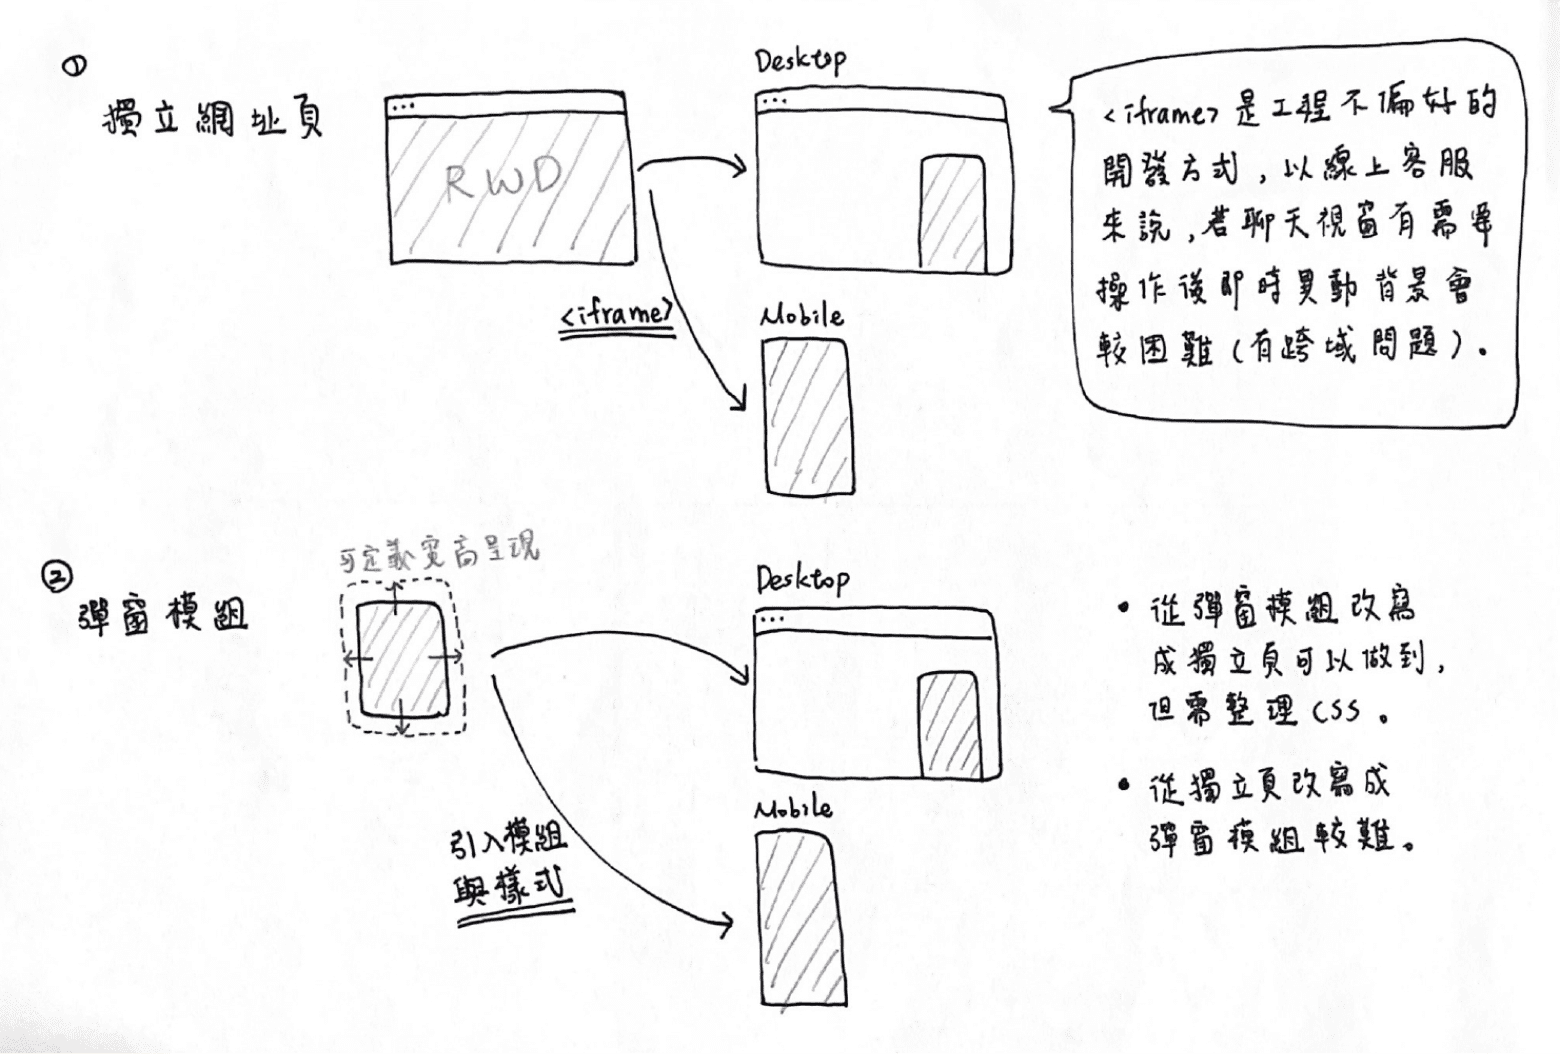 ①
獨立網址頁
RWD
<iframe>
Desktop
Mobile
<iframe>是工程不偏好的
開發方式，以線上客服
來說，若聊天視窗有需要
操作後即時異動背景會
較困難(有跨域問題)。
②
彈窗模組
可定義寬高呈現
引入模組
與樣式
Desktop
Mobile
• 從彈窗模組改寫
成獨立頁可以做到，
但需整理CSS。
• 從獨立頁改寫成
彈窗模組較難。